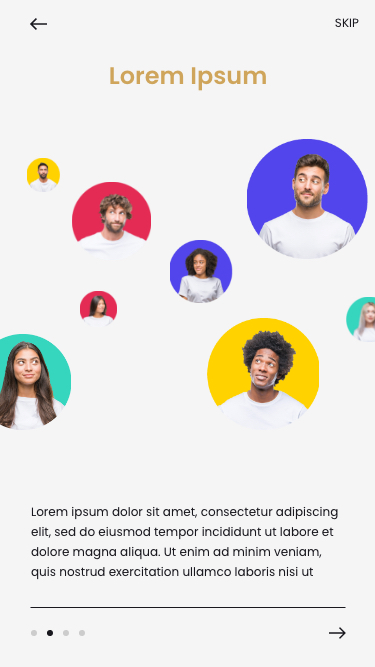 SKIP
Lorem Ipsum
Lorem ipsum dolor sit amet, consectetur adipiscing
elit, sed do eiusmod tempor incididunt ut labore et
dolore magna aliqua. Ut enim ad minim veniam,
quis nostrud exercitation ullamco laboris nisi ut